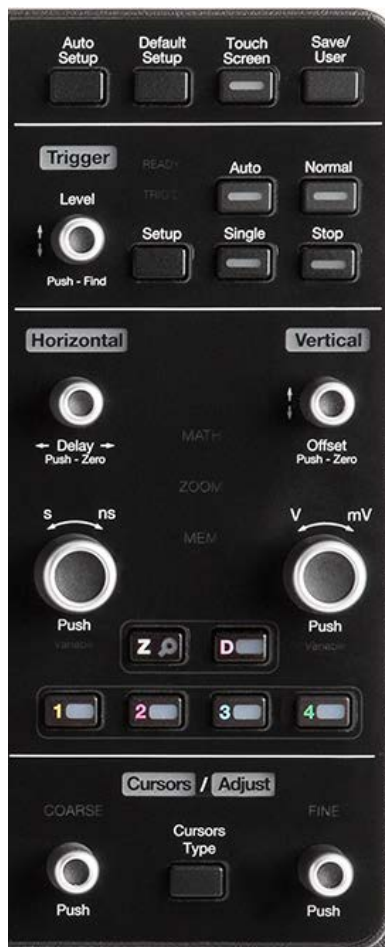 Auto Setup
Default Setup
Touch Screen
Save/ User
Trigger
READY
TRIG'D
Level
Auto
Normal
Setup
Single
Stop
Push - Find
Horizontal
Vertical
Delay
Push - Zero
Offset
Push - Zero
MATH
ZOOM
MEM
s
ns
V
mV
Push
Variable
Push
Variable
Z
D
1
2
3
4
Cursors / Adjust
COARSE
FINE
Cursors
Type
Push
Push